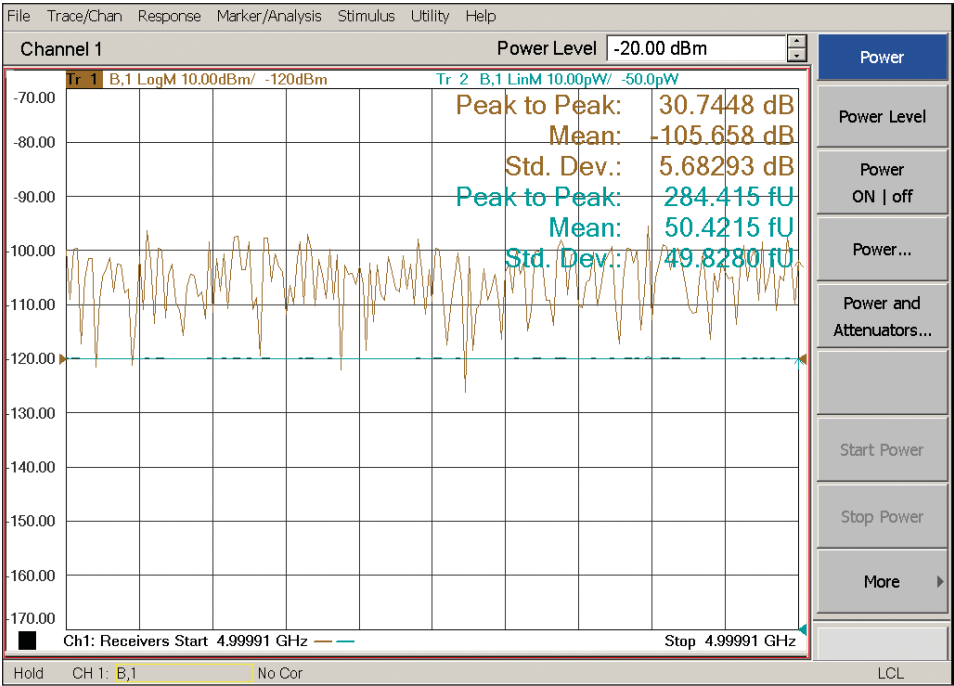 File Trace/Chan Response Marker/Analysis Stimulus Utility Help
Channel 1
Power Level -20.00 dBm
Tr 1 B,1 LogM 10.00dBm/ -120dBm
Tr 2 B,1 LinM 10.00pW/ -50.0pW
Peak to Peak: 30.7448 dB
Mean: -105.658 dB
Std. Dev.: 5.68293 dB
Peak to Peak: 284.415 fU
Mean: 50.4215 fU
Std. Dev.: 49.8280 fU
-70.00
-80.00
-90.00
-100.00
-110.00
-120.00
-130.00
-140.00
-150.00
-160.00
-170.00
Ch1: Receivers Start 4.99991 GHz
Stop 4.99991 GHz
Power
Power Level
Power
ON | off
Power...
Power and
Attenuators...
Start Power
Stop Power
More
Hold CH 1: B,1 No Cor LCL